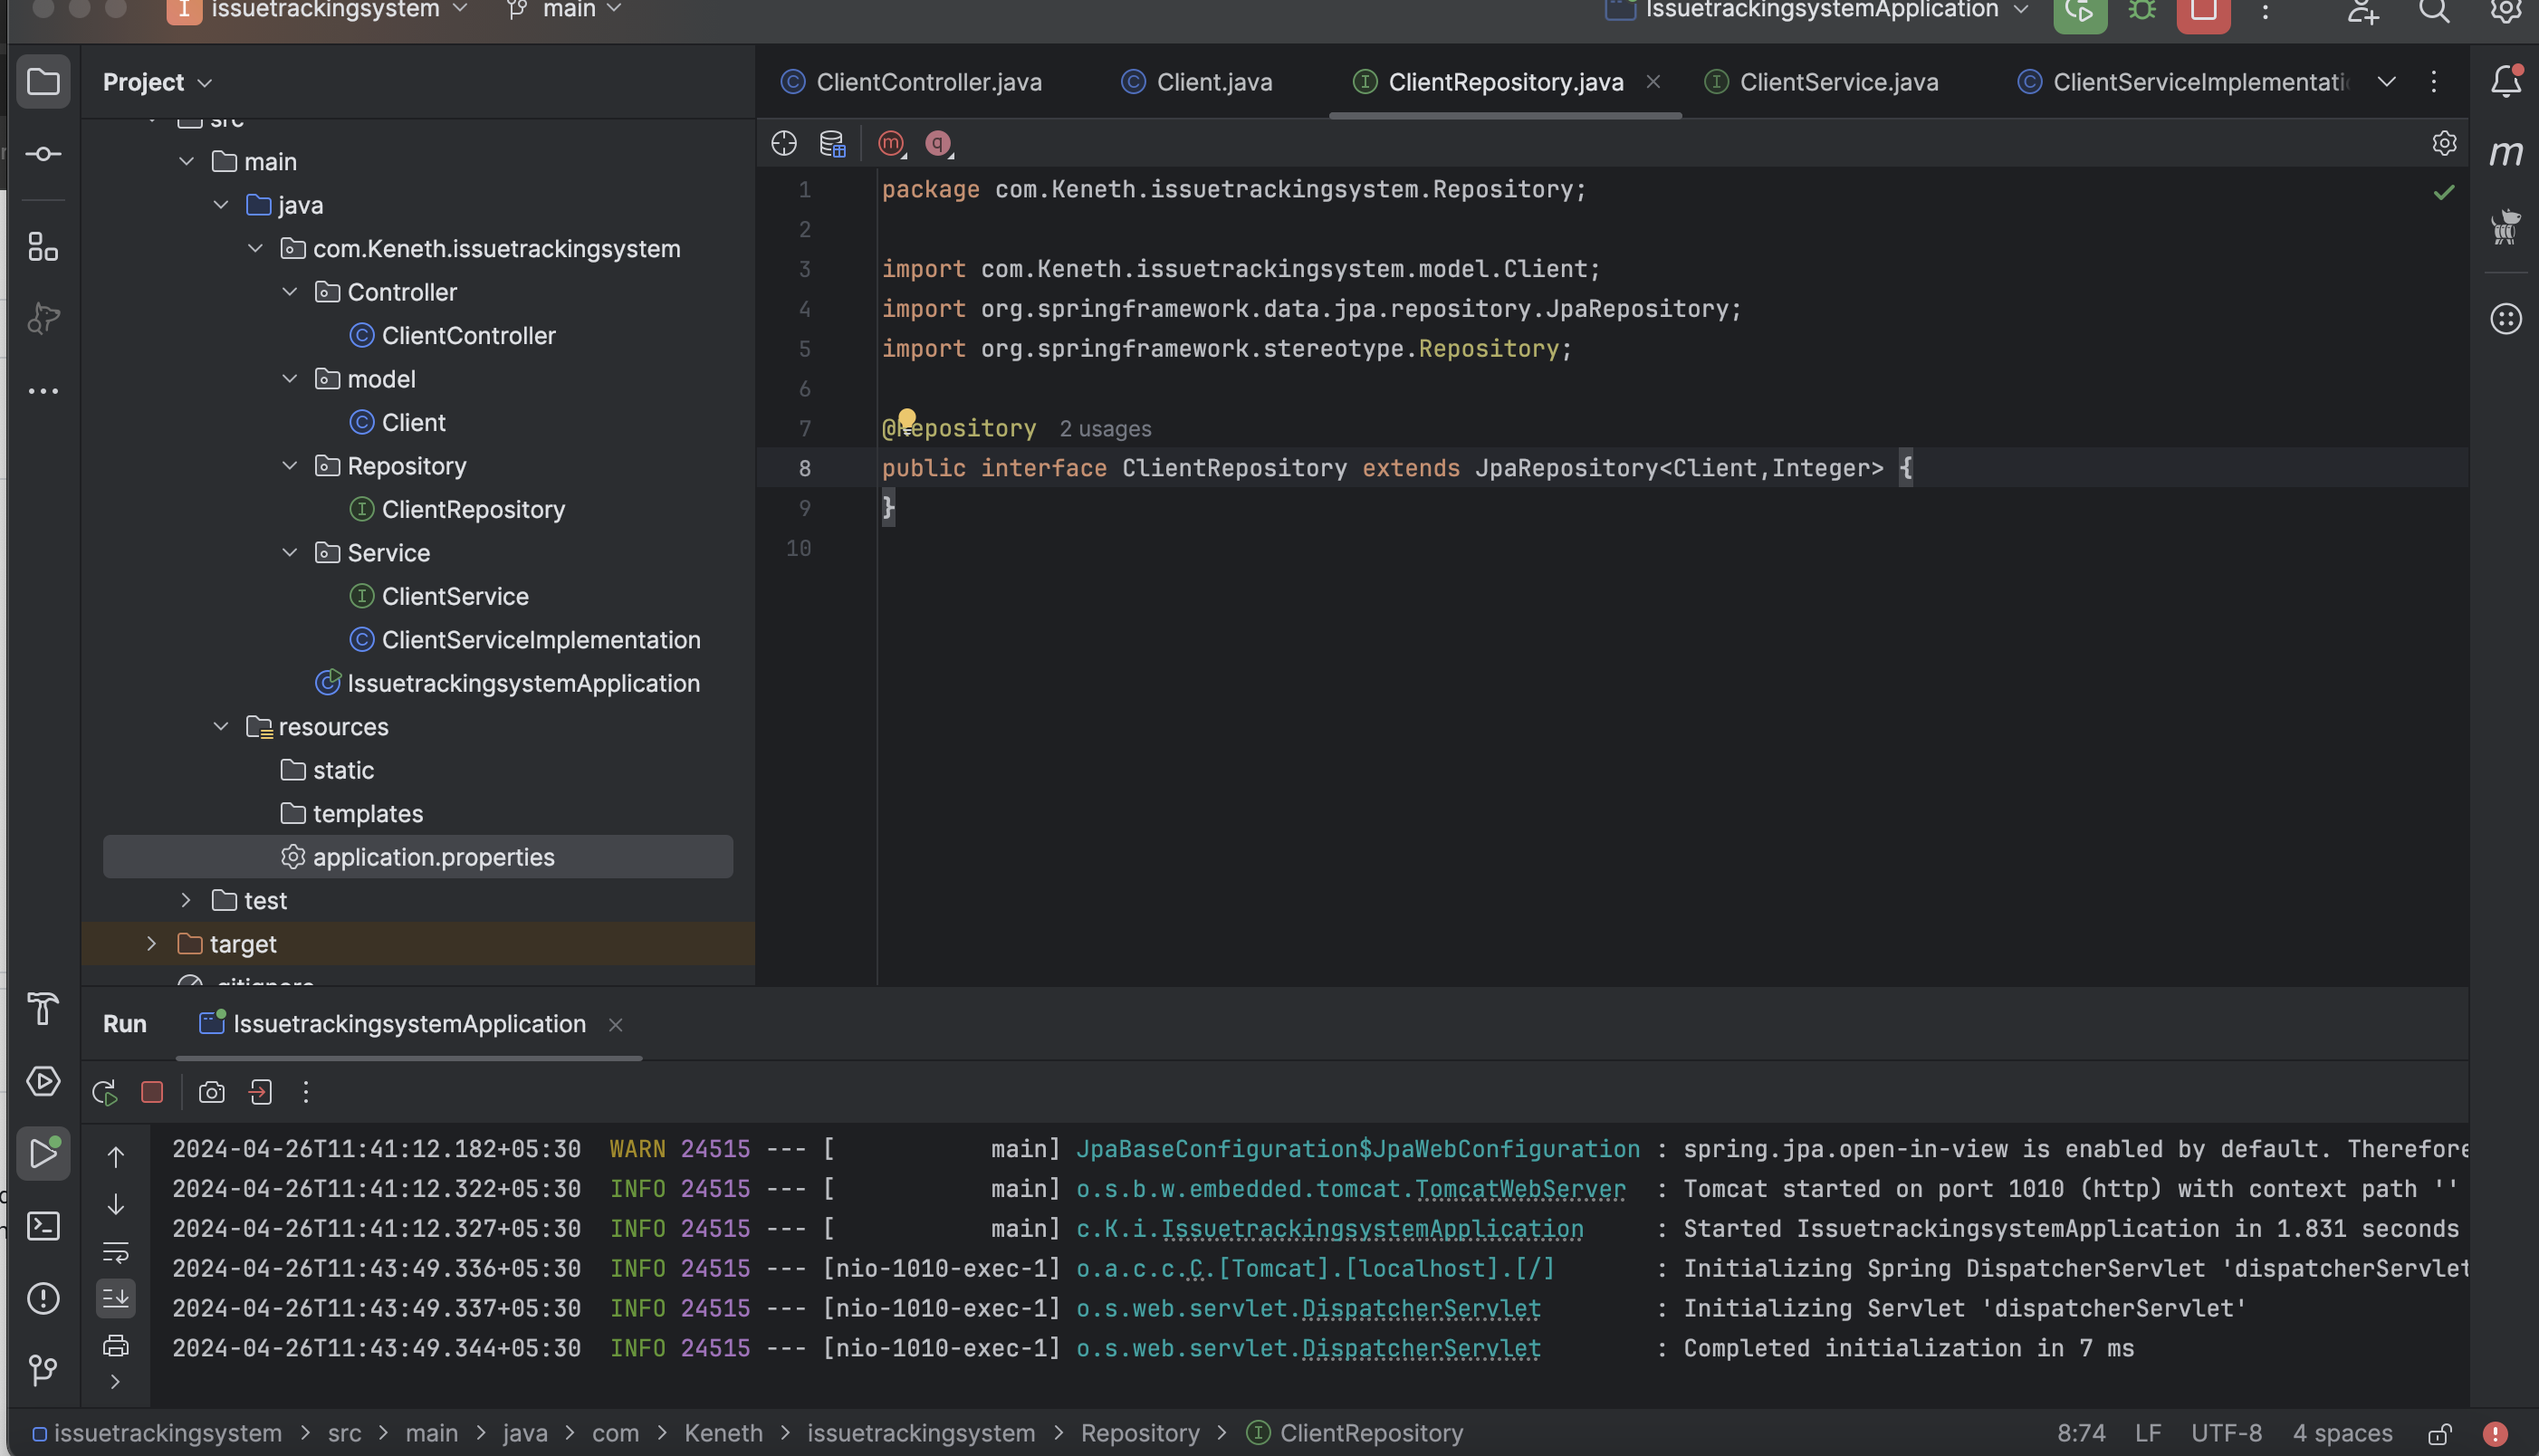 issuetrackingsystem
main
IssuetrackingsystemApplication
Project
ClientController.java
Client.java
ClientRepository.java
ClientService.java
ClientServiceImplementati
src
main
java
com.Keneth.issuetrackingsystem
Controller
ClientController
model
Client
Repository
ClientRepository
Service
ClientService
ClientServiceImplementation
IssuetrackingsystemApplication
resources
static
templates
application.properties
test
target
.gitignore
1 package com.Keneth.issuetrackingsystem.Repository;
2
3 import com.Keneth.issuetrackingsystem.model.Client;
4 import org.springframework.data.jpa.repository.JpaRepository;
5 import org.springframework.stereotype.Repository;
6
7 @Repository 2 usages
8 public interface ClientRepository extends JpaRepository<Client,Integer> {
9 }
10
Run IssuetrackingsystemApplication
2024-04-26T11:41:12.182+05:30 WARN 24515 --- [ main] JpaBaseConfiguration$JpaWebConfiguration : spring.jpa.open-in-view is enabled by default. Therefore
2024-04-26T11:41:12.322+05:30 INFO 24515 --- [ main] o.s.b.w.embedded.tomcat.TomcatWebServer : Tomcat started on port 1010 (http) with context path ''
2024-04-26T11:41:12.327+05:30 INFO 24515 --- [ main] c.K.i.IssuetrackingsystemApplication : Started IssuetrackingsystemApplication in 1.831 seconds
2024-04-26T11:43:49.336+05:30 INFO 24515 --- [nio-1010-exec-1] o.a.c.c.C.[Tomcat].[localhost].[/] : Initializing Spring DispatcherServlet 'dispatcherServlet
2024-04-26T11:43:49.337+05:30 INFO 24515 --- [nio-1010-exec-1] o.s.web.servlet.DispatcherServlet : Initializing Servlet 'dispatcherServlet'
2024-04-26T11:43:49.344+05:30 INFO 24515 --- [nio-1010-exec-1] o.s.web.servlet.DispatcherServlet : Completed initialization in 7 ms
issuetrackingsystem > src > main > java > com > Keneth > issuetrackingsystem > Repository > ClientRepository
8:74 LF UTF-8 4 spaces